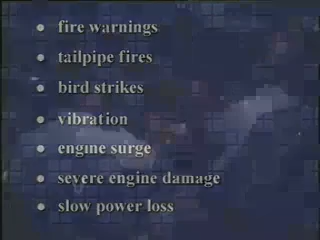 • fire warnings
• tailpipe fires
• bird strikes
• vibration
• engine surge
• severe engine damage
• slow power loss